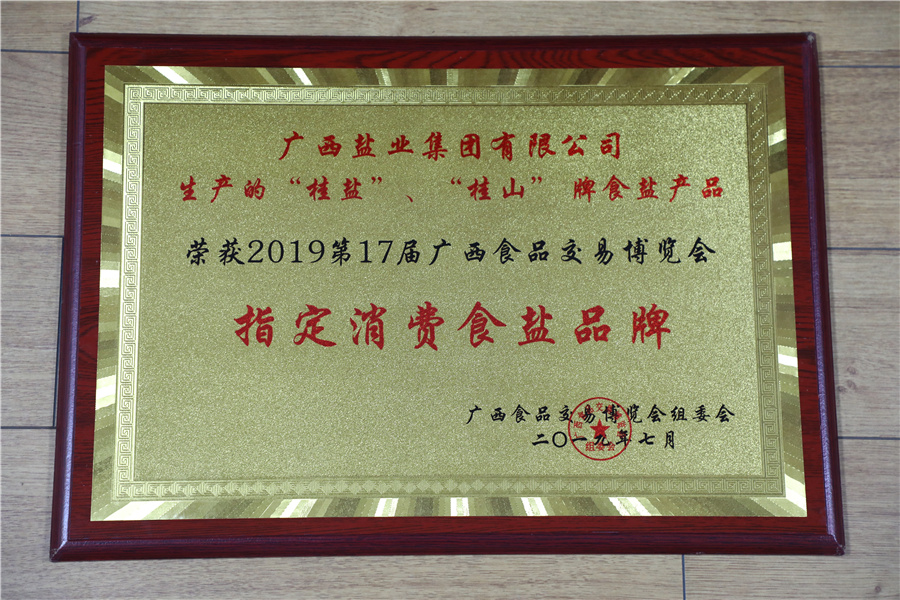 广西盐业集团有限公司
生产的“桂盐”、“桂山”牌食盐产品
荣获2019第17届广西食品交易博览会
指定消费食盐品牌
广西食品交易博览会组委会
二〇一九年七月
组委会